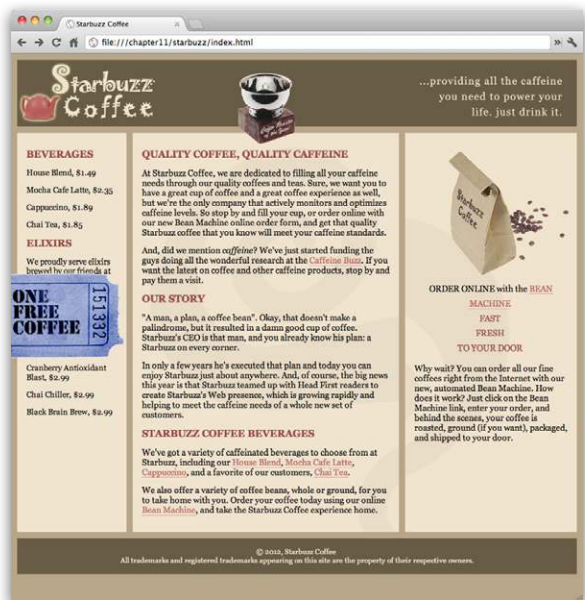 Starbuzz Coffee
file:///chapter11/starbuzz/index.html
Starbuzz
Coffee
...providing all the caffeine
you need to power your
life. just drink it.
BEVERAGES
House Blend, $1.49
Mocha Cafe Latte, $2.35
Cappuccino, $1.89
Chai Tea, $1.85
ELIXIRS
We proudly serve elixirs
brewed by our friends at
ONE
FREE
COFFEE
151332
Cranberry Antioxidant
Blast, $2.99
Chai Chiller, $2.99
Black Brain Brew, $2.99
QUALITY COFFEE, QUALITY CAFFEINE
At Starbuzz Coffee, we are dedicated to filling all your caffeine
needs through our quality coffees and teas. Sure, we want you to
have a great cup of coffee and a great coffee experience as well,
but we're the only company that actively monitors and optimizes
caffeine levels. So stop by and fill your cup, or order online with
our new Bean Machine online order form, and get that quality
Starbuzz coffee that you know will meet your caffeine standards.
And, did we mention caffeine? We've just started funding the
guys doing all the wonderful research at the Caffeine Buzz. If you
want the latest on coffee and other caffeine products, stop by and
pay them a visit.
OUR STORY
"A man, a plan, a coffee bean". Okay, that doesn't make a
palindrome, but it resulted in a damn good cup of coffee.
Starbuzz's CEO is that man, and you already know his plan: a
Starbuzz on every corner.
In only a few years he's executed that plan and today you can
enjoy Starbuzz just about anywhere. And, of course, the big news
this year is that Starbuzz teamed up with Head First readers to
create Starbuzz's Web presence, which is growing rapidly and
helping to meet the caffeine needs of a whole new set of
customers.
STARBUZZ COFFEE BEVERAGES
We've got a variety of caffeinated beverages to choose from at
Starbuzz, including our House Blend, Mocha Cafe Latte,
Cappuccino, and a favorite of our customers, Chai Tea.
We also offer a variety of coffee beans, whole or ground, for you
to take home with you. Order your coffee today using our online
Bean Machine, and take the Starbuzz Coffee experience home.
Starbuzz
Coffee
ORDER ONLINE with the BEAN
MACHINE
FAST
FRESH
TO YOUR DOOR
Why wait? You can order all our fine
coffees right from the Internet with our
new, automated Bean Machine. How
does it work? Just click on the Bean
Machine link, enter your order, and
behind the scenes, your coffee is
roasted, ground (if you want), packaged,
and shipped to your door.
© 2012, Starbuzz Coffee
All trademarks and registered trademarks appearing on this site are the property of their respective owners.